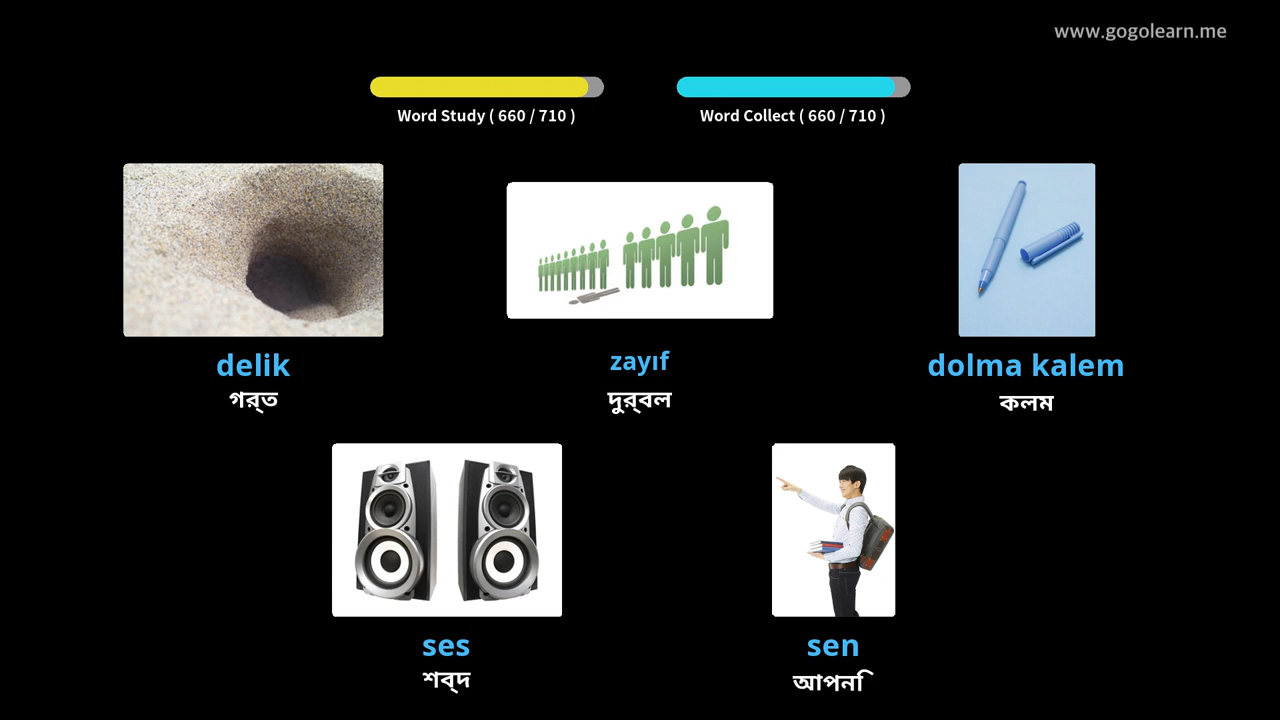 www.gogolearn.me
Word Study ( 660 / 710 )
Word Collect ( 660 / 710 )
delik
গর্ত
zayıf
দুর্বল
dolma kalem
কলম
ses
শব্দ
sen
আপনি